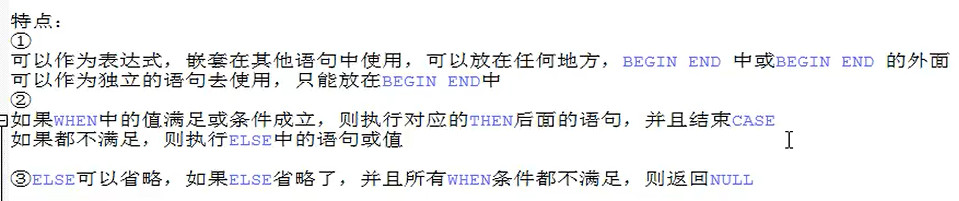 特点：
①
可以作为表达式，嵌套在其他语句中使用，可以放在任何地方，BEGIN END 中或BEGIN END 的外面
可以作为独立的语句去使用，只能放在BEGIN END中
②
如果WHEN中的值满足或条件成立，则执行对应的THEN后面的语句，并且结束CASE
如果都不满足，则执行ELSE中的语句或值
③ELSE可以省略，如果ELSE省略了，并且所有WHEN条件都不满足，则返回NULL